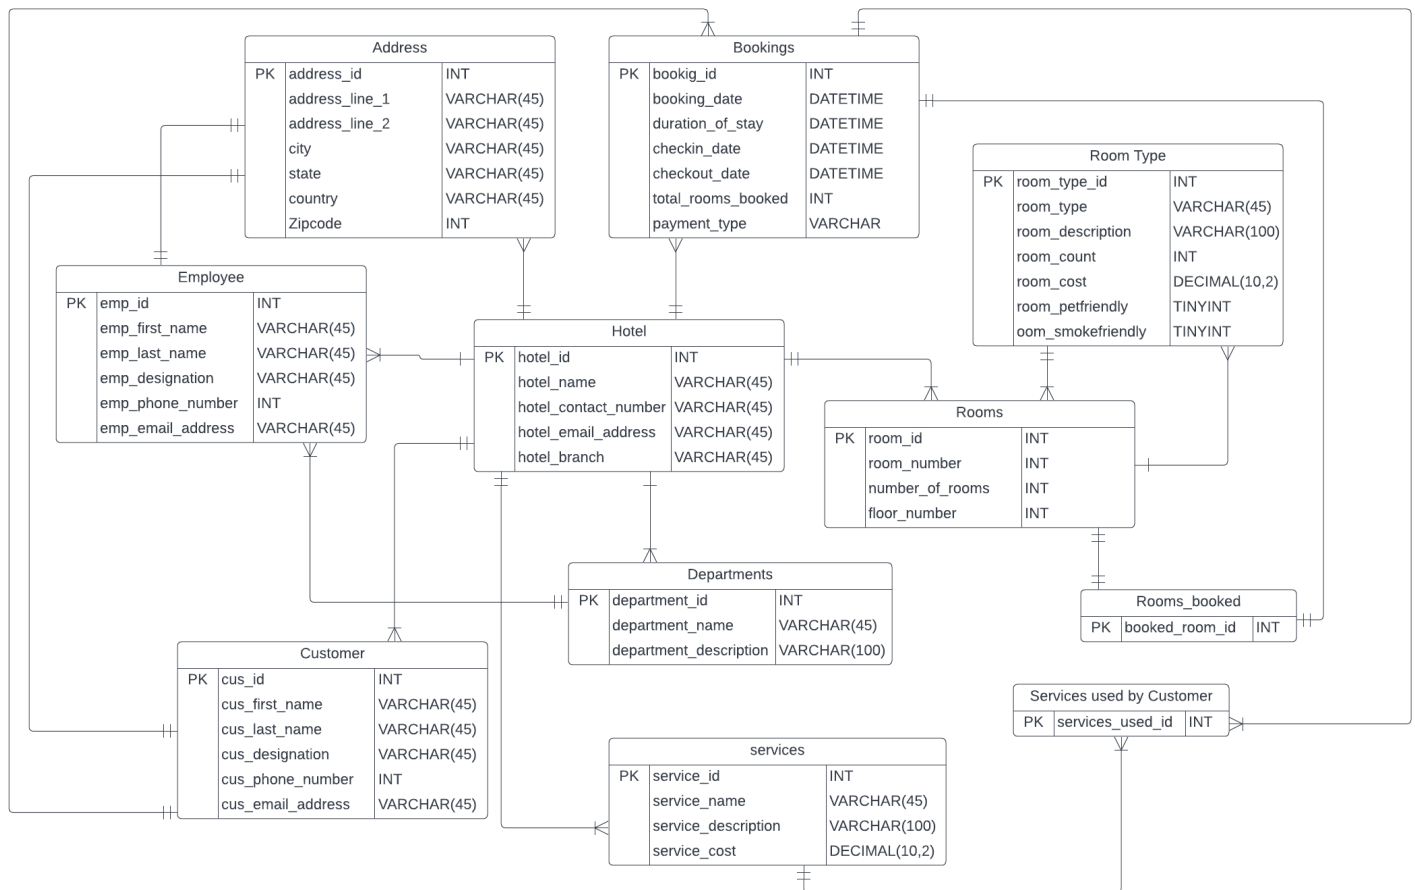 Address
PK address_id INT
address_line_1 VARCHAR(45)
address_line_2 VARCHAR(45)
city VARCHAR(45)
state VARCHAR(45)
country VARCHAR(45)
Zipcode INT
Bookings
PK bookig_id INT
booking_date DATETIME
duration_of_stay DATETIME
checkin_date DATETIME
checkout_date DATETIME
total_rooms_booked INT
payment_type VARCHAR
Room Type
PK room_type_id INT
room_type VARCHAR(45)
room_description VARCHAR(100)
room_count INT
room_cost DECIMAL(10,2)
room_petfriendly TINYINT
oom_smokefriendly TINYINT
Employee
PK emp_id INT
emp_first_name VARCHAR(45)
emp_last_name VARCHAR(45)
emp_designation VARCHAR(45)
emp_phone_number INT
emp_email_address VARCHAR(45)
Hotel
PK hotel_id INT
hotel_name VARCHAR(45)
hotel_contact_number VARCHAR(45)
hotel_email_address VARCHAR(45)
hotel_branch VARCHAR(45)
Rooms
PK room_id INT
room_number INT
number_of_rooms INT
floor_number INT
Departments
PK department_id INT
department_name VARCHAR(45)
department_description VARCHAR(100)
Rooms_booked
PK booked_room_id INT
Customer
PK cus_id INT
cus_first_name VARCHAR(45)
cus_last_name VARCHAR(45)
cus_designation VARCHAR(45)
cus_phone_number INT
cus_email_address VARCHAR(45)
Services used by Customer
PK services_used_id INT
services
PK service_id INT
service_name VARCHAR(45)
service_description VARCHAR(100)
service_cost DECIMAL(10,2)